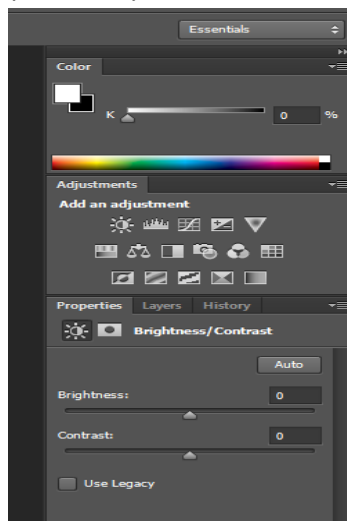 Essentials
Color
K 0 %
Adjustments
Add an adjustment
Properties Layers History
Brightness/Contrast
Auto
Brightness: 0
Contrast: 0
Use Legacy